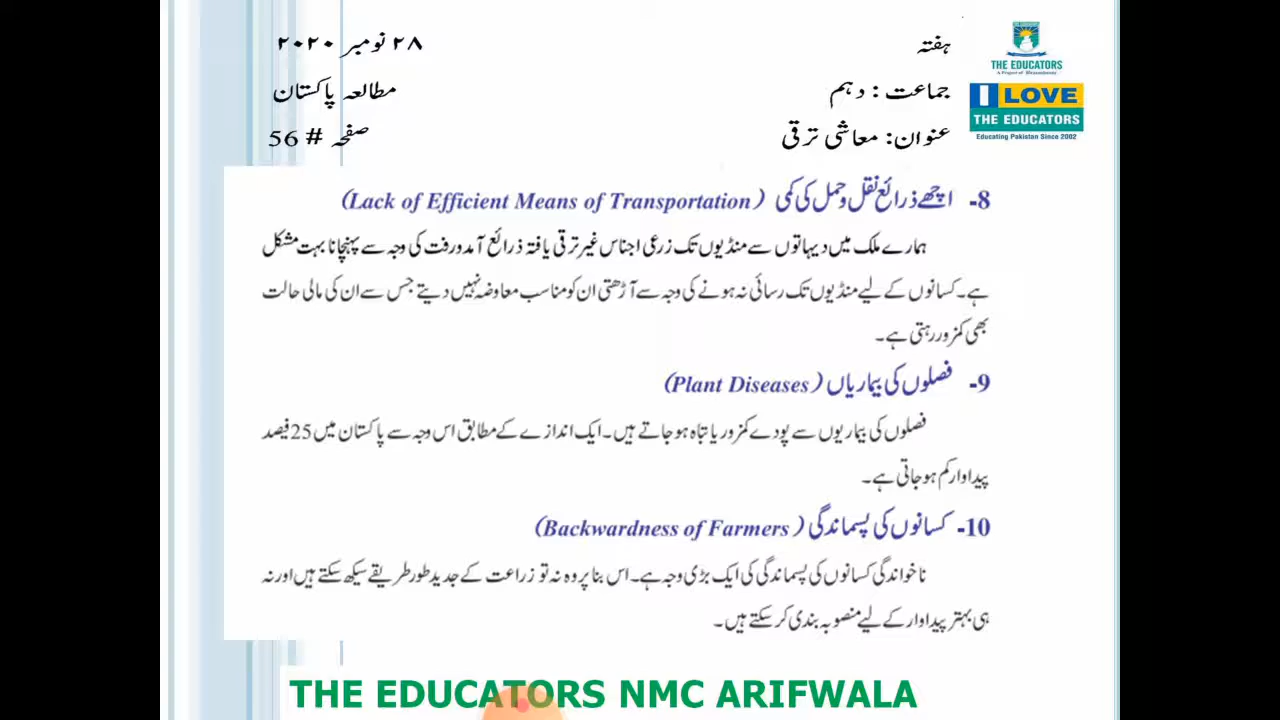 ہفتہ
۲۸ نومبر ۲۰۲۰
جماعت : دہم
مطالعہ پاکستان
عنوان: معاشی ترقی
صفحہ # 56
THE EDUCATORS
I LOVE
THE EDUCATORS
Educating Pakistan Since 2002
8- اچھے ذرائع نقل و حمل کی کمی (Lack of Efficient Means of Transportation)
ہمارے ملک میں دیہاتوں سے منڈیوں تک زرعی اجناس غیر ترقی یافتہ ذرائع آمدورفت کی وجہ سے پہنچانا بہت مشکل
ہے۔ کسانوں کے لیے منڈیوں تک رسائی نہ ہونے کی وجہ سے آڑھتی ان کو مناسب معاوضہ نہیں دیتے جس سے ان کی مالی حالت
بھی کمزور رہتی ہے۔
9- فصلوں کی بیماریاں (Plant Diseases)
فصلوں کی بیماریوں سے پودے کمزور یا تباہ ہو جاتے ہیں۔ ایک اندازے کے مطابق اس وجہ سے پاکستان میں 25 فیصد
پیداوار کم ہو جاتی ہے۔
10- کسانوں کی پسماندگی (Backwardness of Farmers)
ناخواندگی کسانوں کی پسماندگی کی ایک بڑی وجہ ہے۔ اس بنا پر وہ نہ تو زراعت کے جدید طور طریقے سیکھ سکتے ہیں اور نہ
ہی بہتر پیداوار کے لیے منصوبہ بندی کر سکتے ہیں۔
THE EDUCATORS NMC ARIFWALA